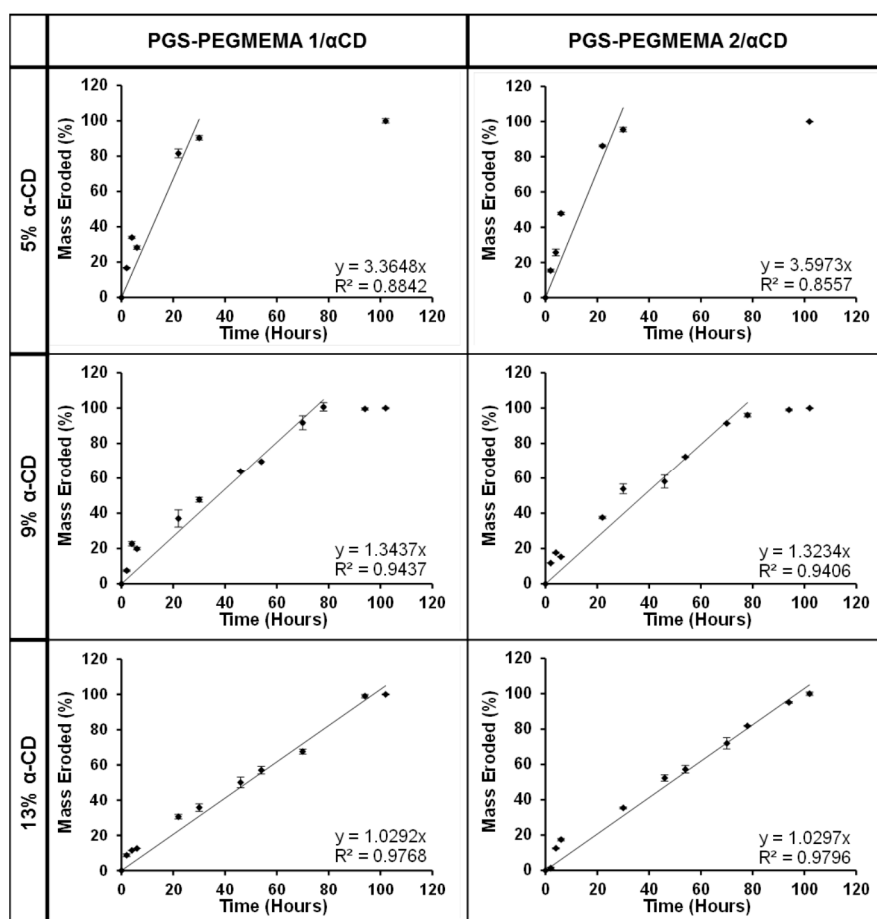 PGS-PEGMEMA 1/αCD
PGS-PEGMEMA 2/αCD
5% α-CD
Mass Eroded (%)
120
100
80
60
40
20
0
y = 3.3648x
R² = 0.8842
0 20 40 60 80 100 120
Time (Hours)
Mass Eroded (%)
120
100
80
60
40
20
0
y = 3.5973x
R² = 0.8557
0 20 40 60 80 100 120
Time (Hours)
9% α-CD
Mass Eroded (%)
120
100
80
60
40
20
0
y = 1.3437x
R² = 0.9437
0 20 40 60 80 100 120
Time (Hours)
Mass Eroded (%)
120
100
80
60
40
20
0
y = 1.3234x
R² = 0.9406
0 20 40 60 80 100 120
Time (Hours)
13% α-CD
Mass Eroded (%)
120
100
80
60
40
20
0
y = 1.0292x
R² = 0.9768
0 20 40 60 80 100 120
Time (Hours)
Mass Eroded (%)
120
100
80
60
40
20
0
y = 1.0297x
R² = 0.9796
0 20 40 60 80 100 120
Time (Hours)